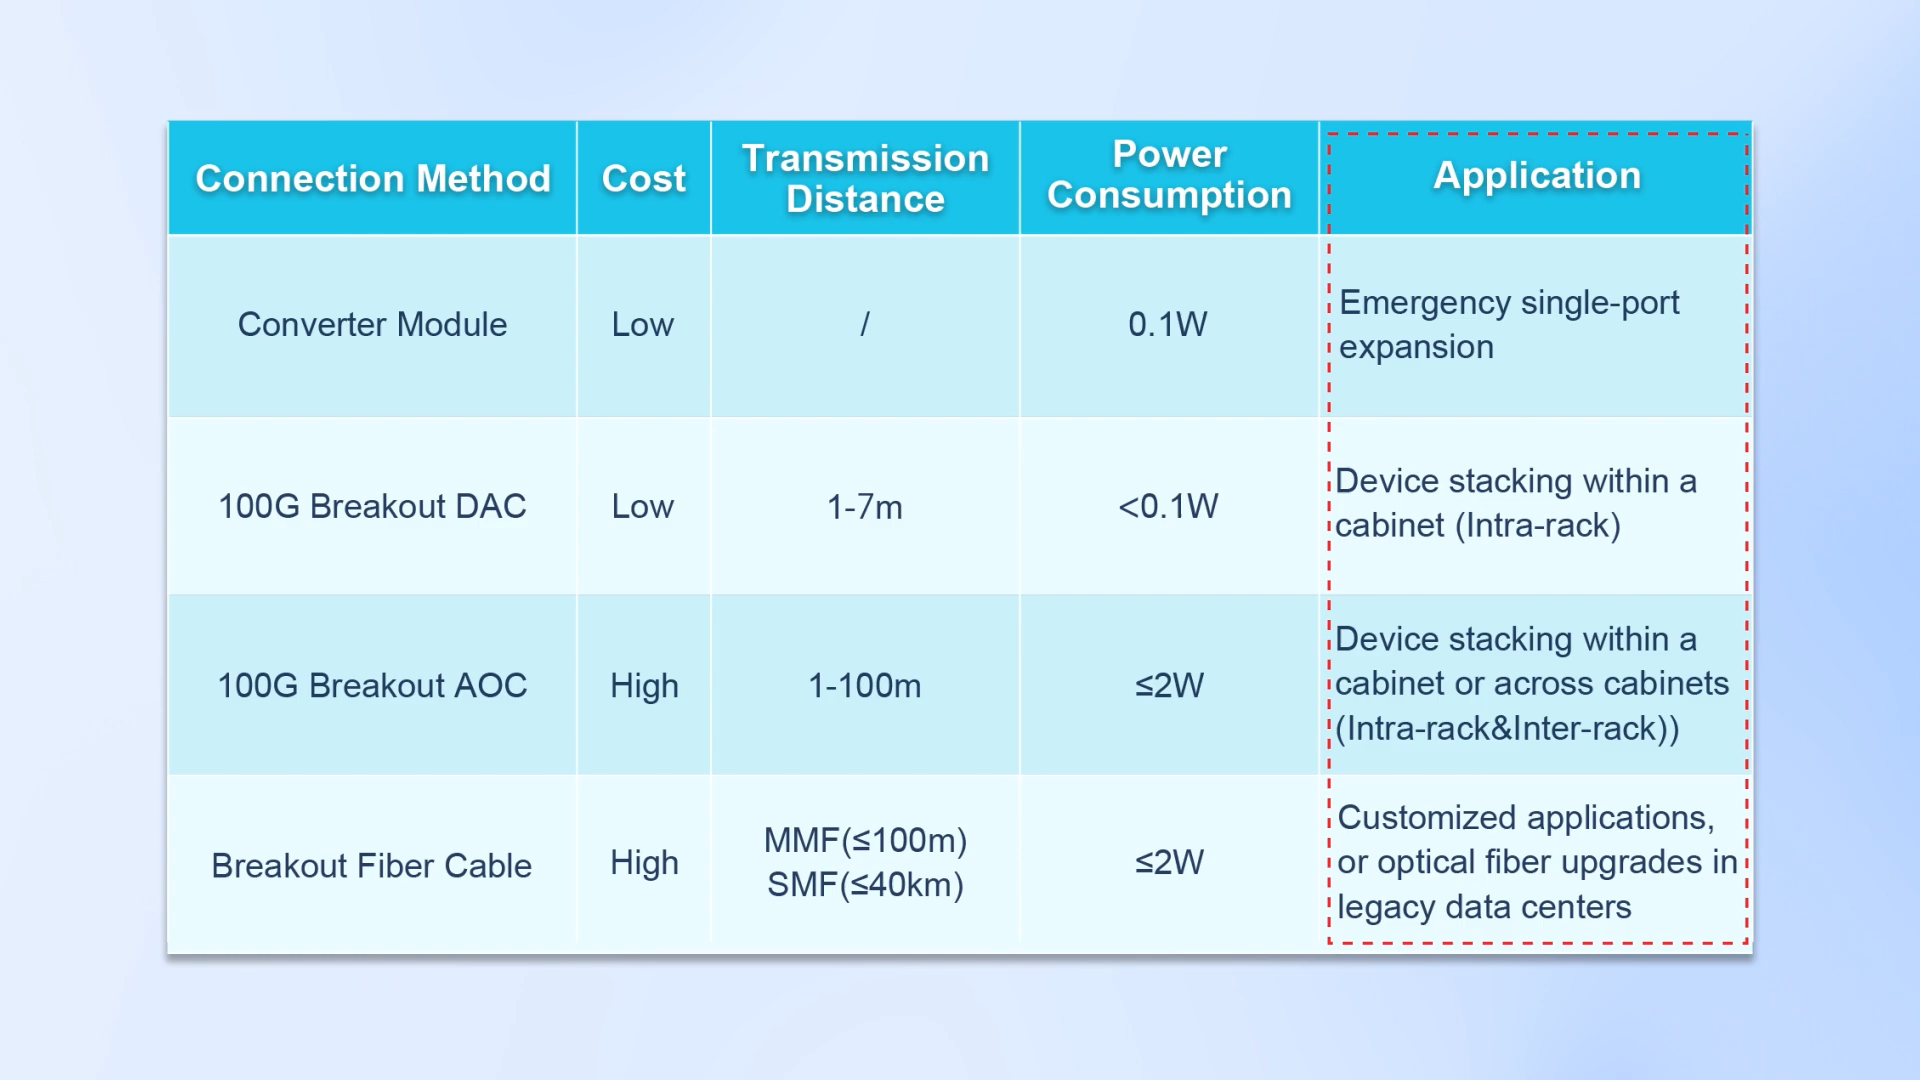 Connection Method
Cost
Transmission
Distance
Power
Consumption
Application
Converter Module
Low
/
0.1W
Emergency single-port
expansion
100G Breakout DAC
Low
1-7m
<0.1W
Device stacking within a
cabinet (Intra-rack)
100G Breakout AOC
High
1-100m
≤2W
Device stacking within a
cabinet or across cabinets
(Intra-rack&Inter-rack))
Breakout Fiber Cable
High
MMF(≤100m)
SMF(≤40km)
≤2W
Customized applications,
or optical fiber upgrades in
legacy data centers